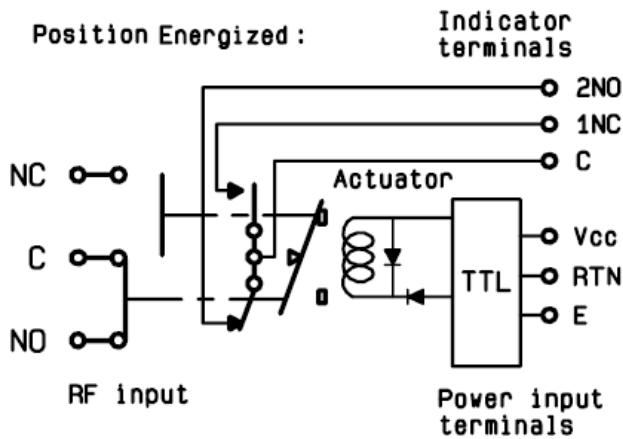 Position Energized :
Indicator
terminals
2NO
1NC
C
NC
Actuator
C
Vcc
TTL
RTN
E
NO
RF input
Power input
terminals